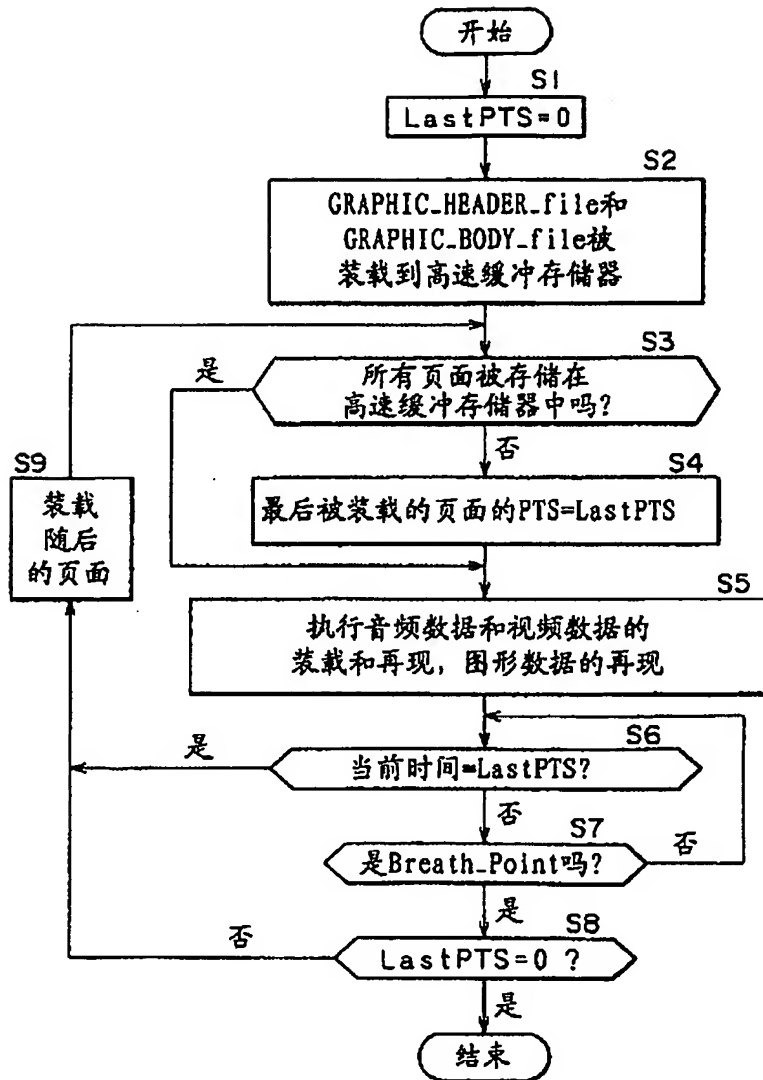 开始
S1
LastPTS=0
S2
GRAPHIC_HEADER_file和
GRAPHIC_BODY_file被
装载到高速缓冲存储器
S3
是
所有页面被存储在
高速缓冲存储器中吗?
否
S9
装载
随后
的页面
S4
最后被装载的页面的PTS=LastPTS
S5
执行音频数据和视频数据的
装载和再现，图形数据的再现
S6
是
当前时间=LastPTS?
否
S7
是Breath_Point吗?
否
是
S8
否
LastPTS=0 ?
是
结束